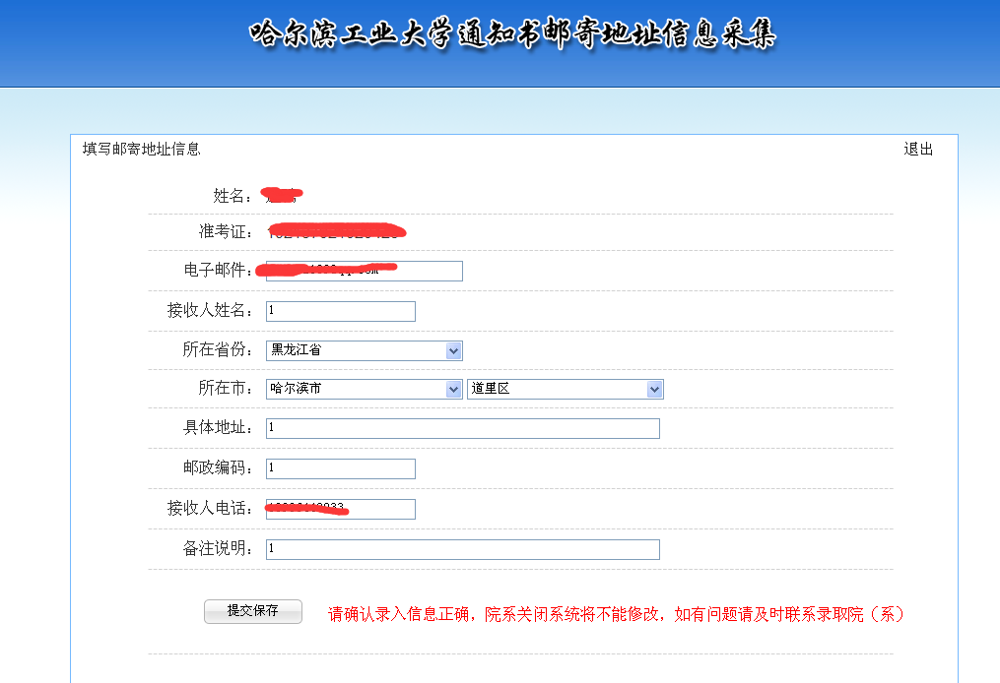 哈尔滨工业大学通知书邮寄地址信息采集
填写邮寄地址信息 退出
姓名：
准考证：
电子邮件：
接收人姓名： 1
所在省份： 黑龙江省
所在市： 哈尔滨市 道里区
具体地址： 1
邮政编码： 1
接收人电话：
备注说明： 1
提交保存 请确认录入信息正确，院系关闭系统将不能修改，如有问题请及时联系录取院（系）